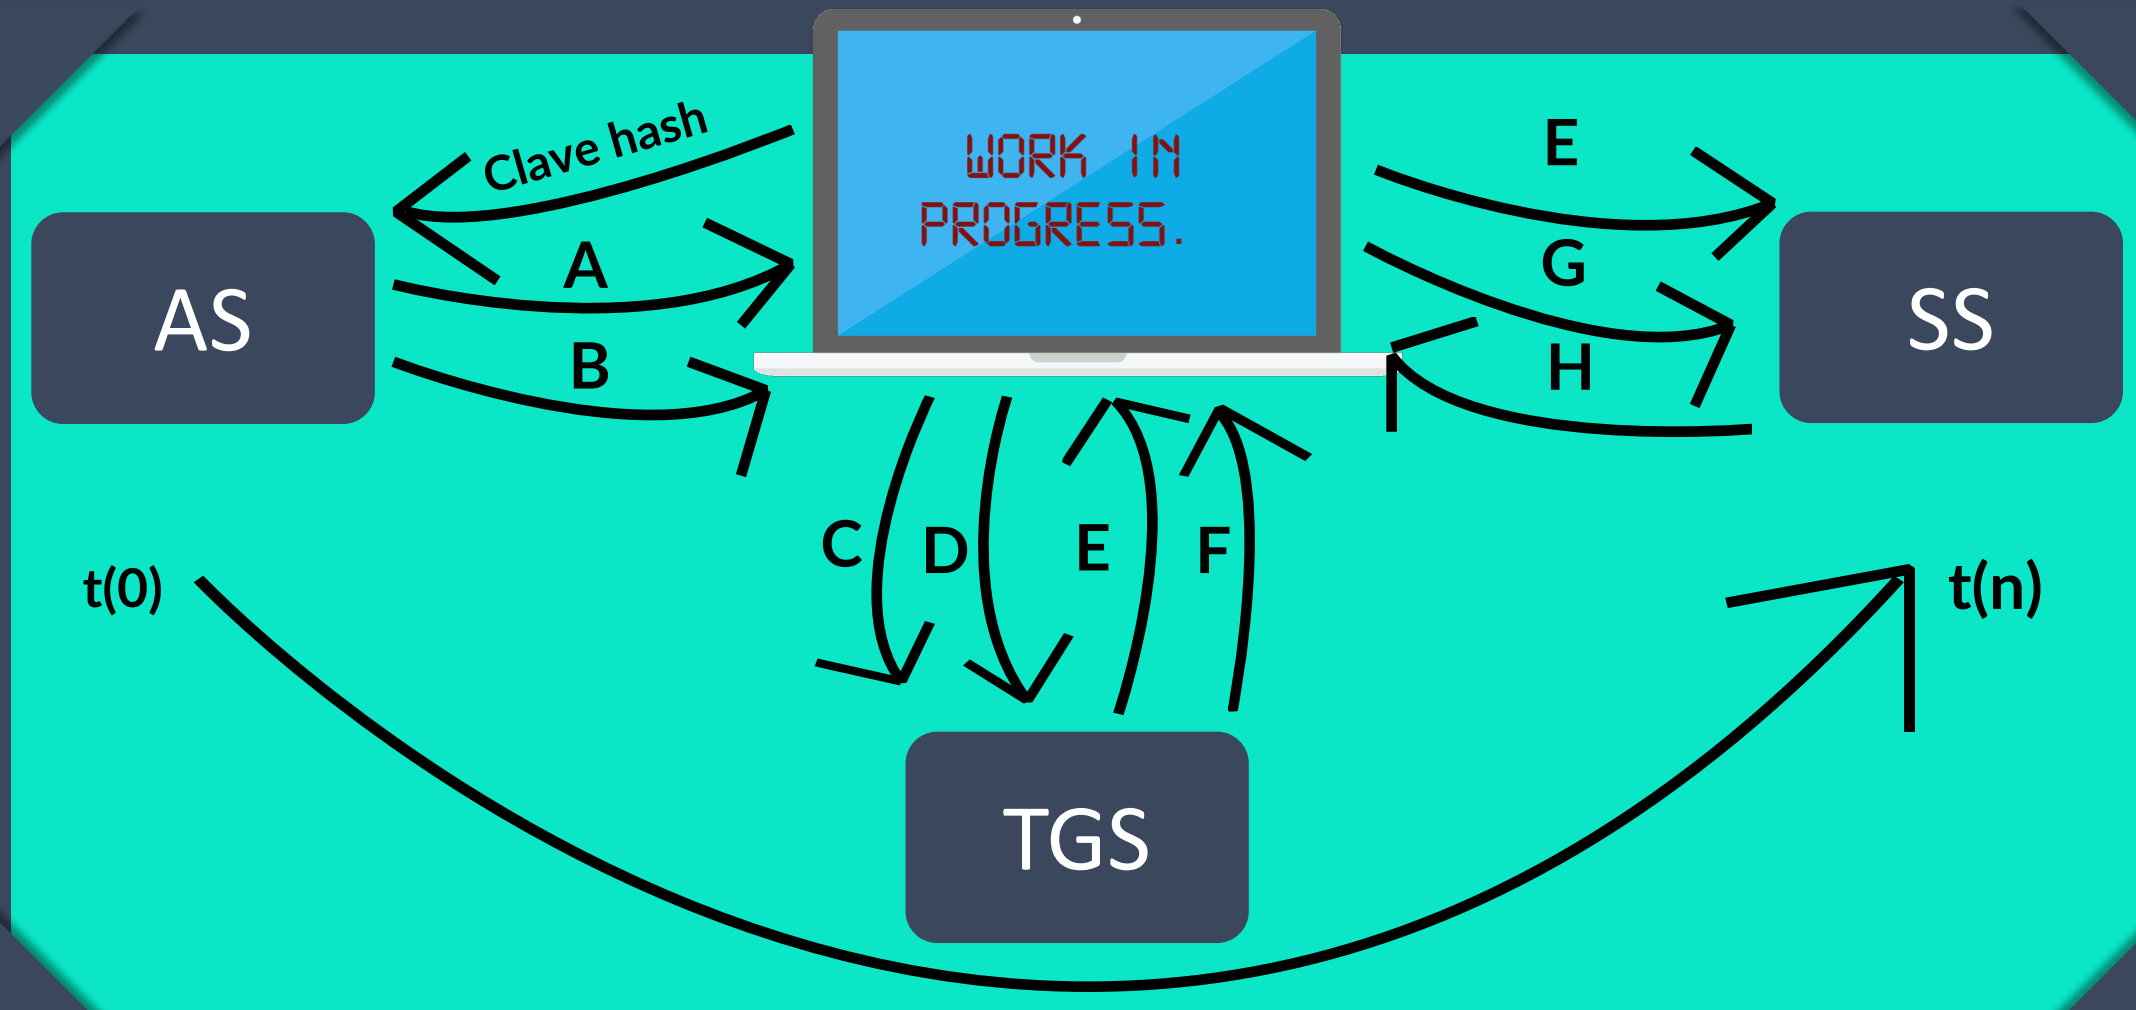 WORK IN
PROGRESS.
Clave hash
A
B
AS
E
G
H
SS
C
D
E
F
t(0)
t(n)
TGS